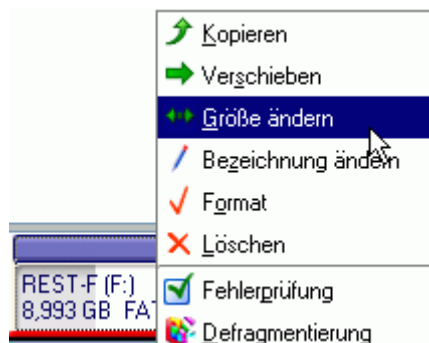 Kopieren
Verschieben
Größe ändern
Bezeichnung ändern
Format
Löschen
REST-F (F:)
8,993 GB FAT
Fehlerprüfung
Defragmentierung